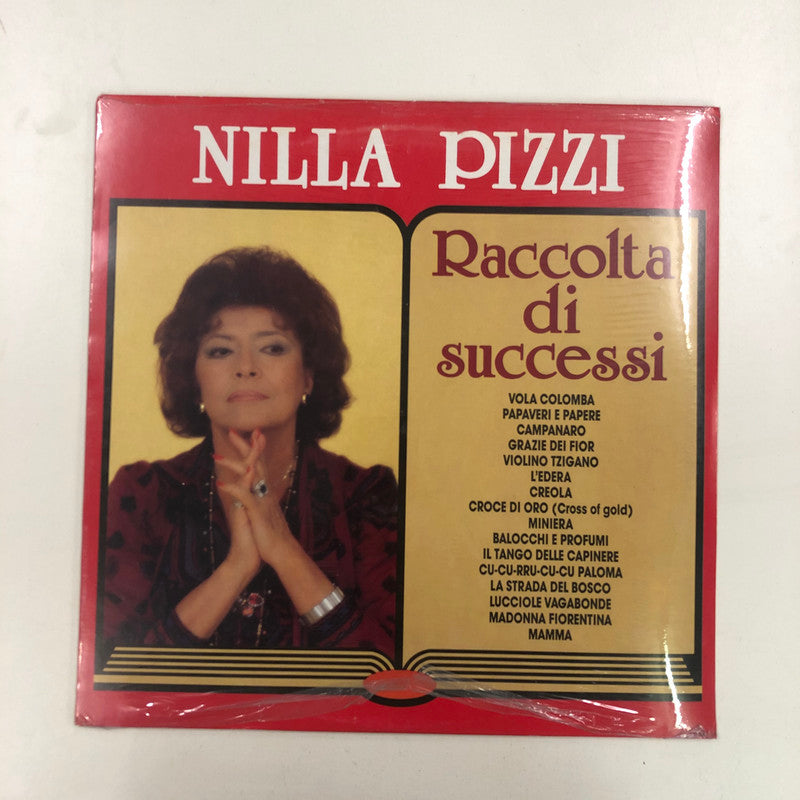 NILLA PIZZI
Raccolta
di
successi
VOLA COLOMBA
PAPAVERI E PAPERE
CAMPANARO
GRAZIE DEI FIOR
VIOLINO TZIGANO
L'EDERA
CREOLA
CROCE DI ORO (Cross of gold)
MINIERA
BALOCCHI E PROFUMI
IL TANGO DELLE CAPINERE
CU-CU-RRU-CU-CU PALOMA
LA STRADA DEL BOSCO
LUCCIOLE VAGABONDE
MADONNA FIORENTINA
MAMMA